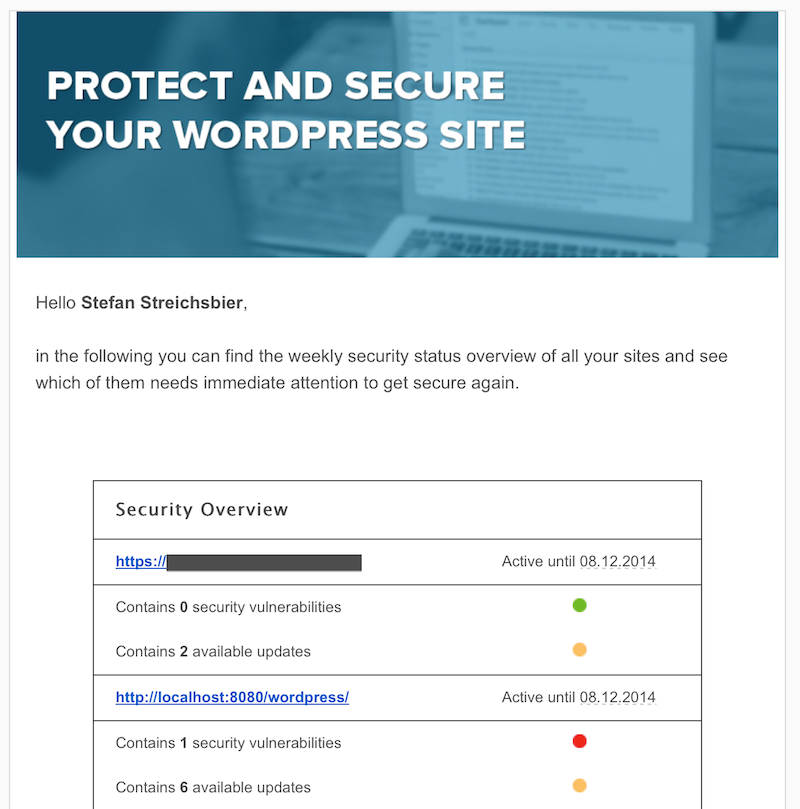 PROTECT AND SECURE
YOUR WORDPRESS SITE
Hello Stefan Streichsbier,
in the following you can find the weekly security status overview of all your sites and see
which of them needs immediate attention to get secure again.
Security Overview
https://
Active until 08.12.2014
Contains 0 security vulnerabilities
Contains 2 available updates
http://localhost:8080/wordpress/
Active until 08.12.2014
Contains 1 security vulnerabilities
Contains 6 available updates